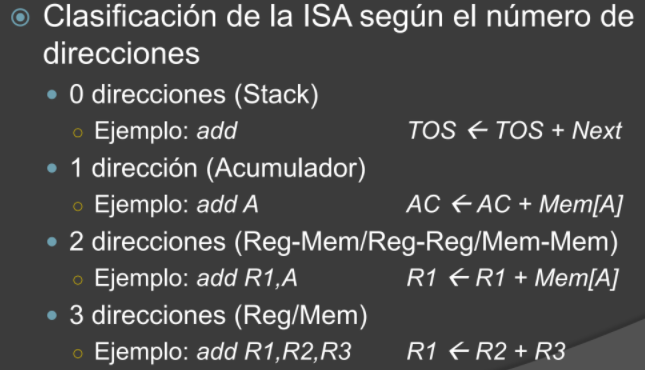 Clasificación de la ISA según el número de
direcciones
0 direcciones (Stack)
Ejemplo: add TOS ← TOS + Next
1 dirección (Acumulador)
Ejemplo: add A AC ← AC + Mem[A]
2 direcciones (Reg-Mem/Reg-Reg/Mem-Mem)
Ejemplo: add R1,A R1 ← R1 + Mem[A]
3 direcciones (Reg/Mem)
Ejemplo: add R1,R2,R3 R1 ← R2 + R3